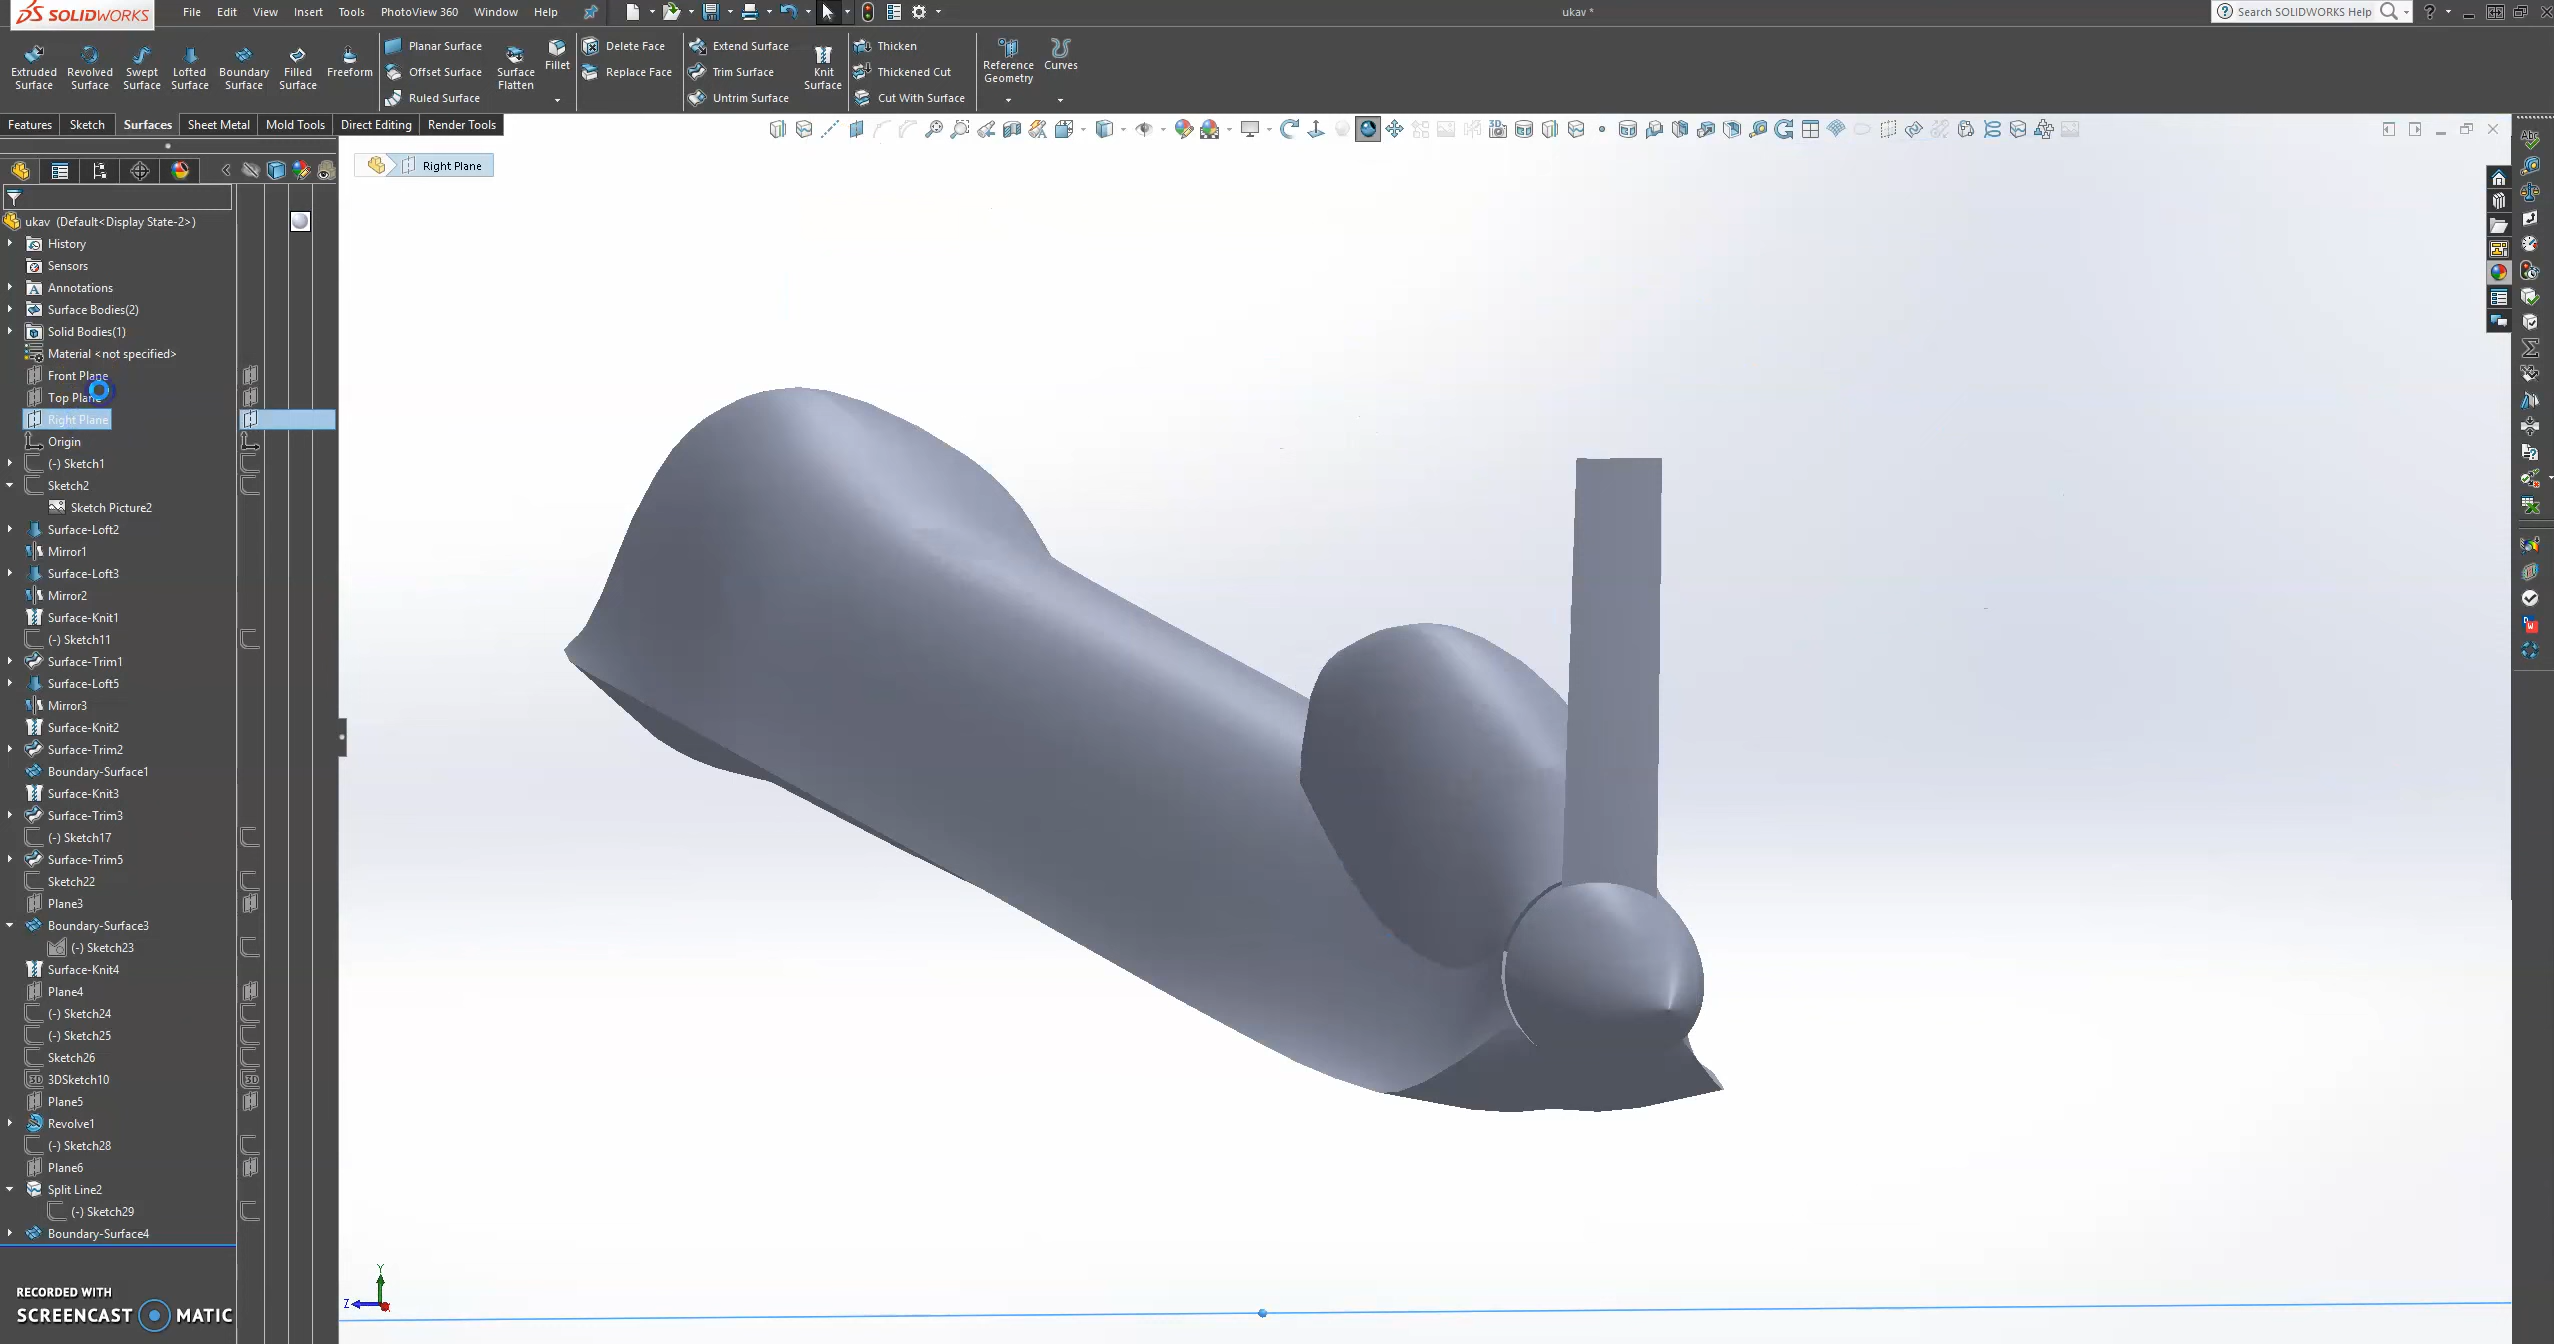 SOLIDWORKS
File Edit View Insert Tools PhotoView 360 Window Help
ukav *
Search SOLIDWORKS Help
Extruded Surface
Revolved Surface
Swept Surface
Lofted Surface
Boundary Surface
Filled Surface
Freeform
Planar Surface
Offset Surface
Ruled Surface
Surface Flatten
Fillet
Delete Face
Replace Face
Extend Surface
Trim Surface
Untrim Surface
Knit Surface
Thicken
Thickened Cut
Cut With Surface
Reference Geometry
Curves
Features Sketch Surfaces Sheet Metal Mold Tools Direct Editing Render Tools
Right Plane
ukav (Default<Display State-2>)
History
Sensors
Annotations
Surface Bodies(2)
Solid Bodies(1)
Material <not specified>
Front Plane
Top Plane
Right Plane
Origin
(-) Sketch1
Sketch2
Sketch Picture2
Surface-Loft2
Mirror1
Surface-Loft3
Mirror2
Surface-Knit1
(-) Sketch11
Surface-Trim1
Surface-Loft5
Mirror3
Surface-Knit2
Surface-Trim2
Boundary-Surface1
Surface-Knit3
Surface-Trim3
(-) Sketch17
Surface-Trim5
Sketch22
Plane3
Boundary-Surface3
(-) Sketch23
Surface-Knit4
Plane4
(-) Sketch24
(-) Sketch25
Sketch26
3DSketch10
Plane5
Revolve1
(-) Sketch28
Plane6
Split Line2
(-) Sketch29
Boundary-Surface4
RECORDED WITH
SCREENCAST MATIC
Y
Z